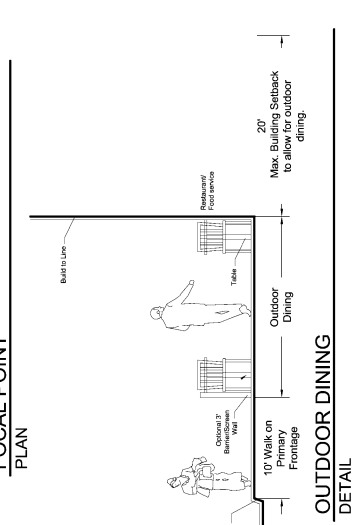 FOCAL POINT
PLAN
Build to Line
Restaurant/
Food service
20'
Max. Building Setback
to allow for outdoor
dining.
Table
Optional 3'
Barrier/Screen
Wall
Outdoor
Dining
10' Walk on
Primary
Frontage
OUTDOOR DINING
DETAIL